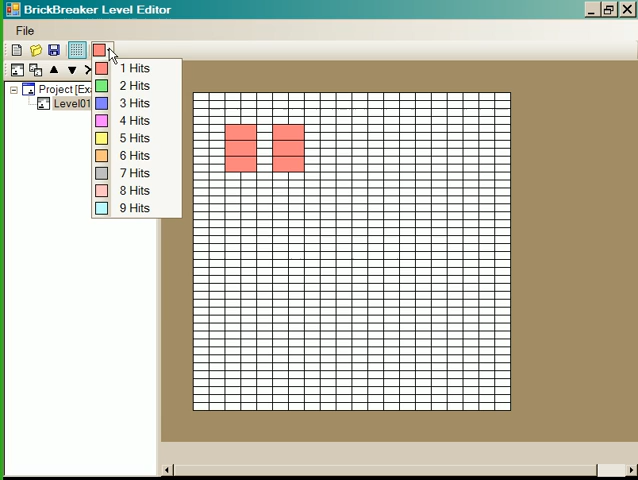 BrickBreaker Level Editor
File
Project [Ex
Level01
1 Hits
2 Hits
3 Hits
4 Hits
5 Hits
6 Hits
7 Hits
8 Hits
9 Hits